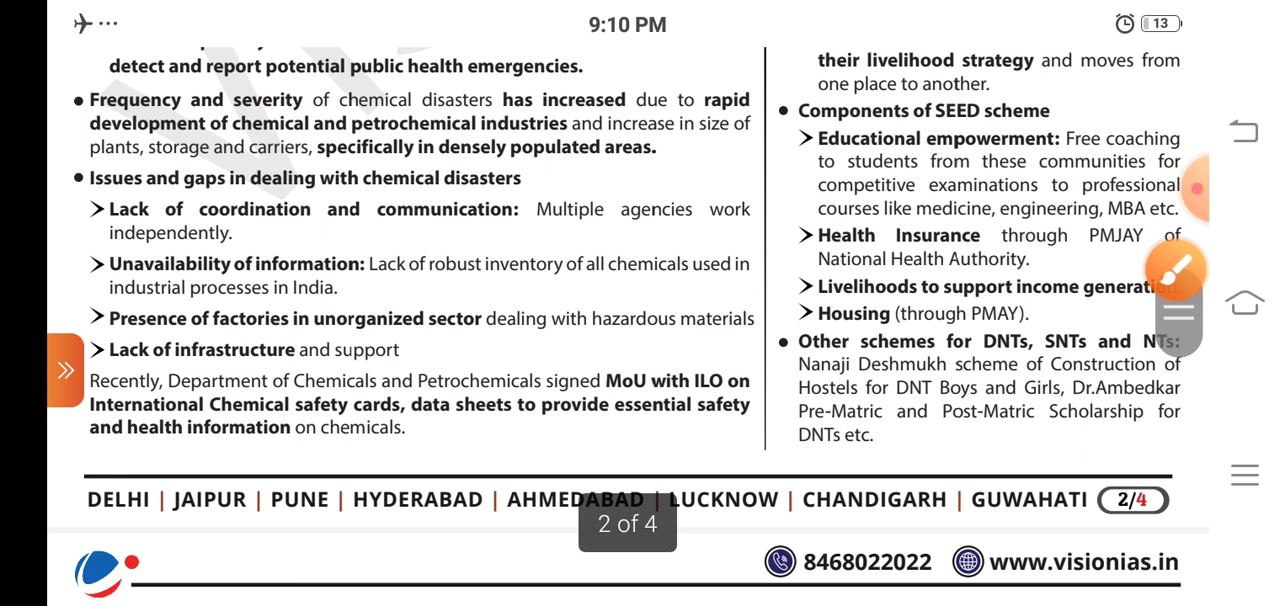 9:10 PM
13
detect and report potential public health emergencies.
• Frequency and severity of chemical disasters has increased due to rapid
development of chemical and petrochemical industries and increase in size of
plants, storage and carriers, specifically in densely populated areas.
• Issues and gaps in dealing with chemical disasters
Lack of coordination and communication: Multiple agencies work
independently.
Unavailability of information: Lack of robust inventory of all chemicals used in
industrial processes in India.
Presence of factories in unorganized sector dealing with hazardous materials
Lack of infrastructure and support
Recently, Department of Chemicals and Petrochemicals signed MoU with ILO on
International Chemical safety cards, data sheets to provide essential safety
and health information on chemicals.
their livelihood strategy and moves from
one place to another.
• Components of SEED scheme
Educational empowerment: Free coaching
to students from these communities for
competitive examinations to professional
courses like medicine, engineering, MBA etc.
Health Insurance through PMJAY of
National Health Authority.
Livelihoods to support income generation.
Housing (through PMAY).
• Other schemes for DNTs, SNTs and NTs:
Nanaji Deshmukh scheme of Construction of
Hostels for DNT Boys and Girls, Dr.Ambedkar
Pre-Matric and Post-Matric Scholarship for
DNTs etc.
DELHI | JAIPUR | PUNE | HYDERABAD | AHMEDABAD | LUCKNOW | CHANDIGARH | GUWAHATI 2/4
2 of 4
8468022022 www.visionias.in